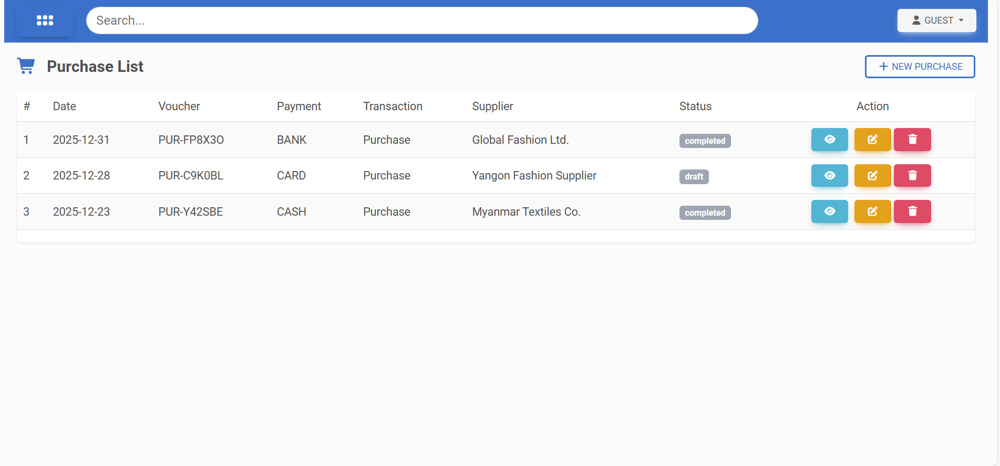 Search...
GUEST
Purchase List
NEW PURCHASE
# Date Voucher Payment Transaction Supplier Status Action
1 2025-12-31 PUR-FP8X3O BANK Purchase Global Fashion Ltd. completed
2 2025-12-28 PUR-C9K0BL CARD Purchase Yangon Fashion Supplier draft
3 2025-12-23 PUR-Y42SBE CASH Purchase Myanmar Textiles Co. completed